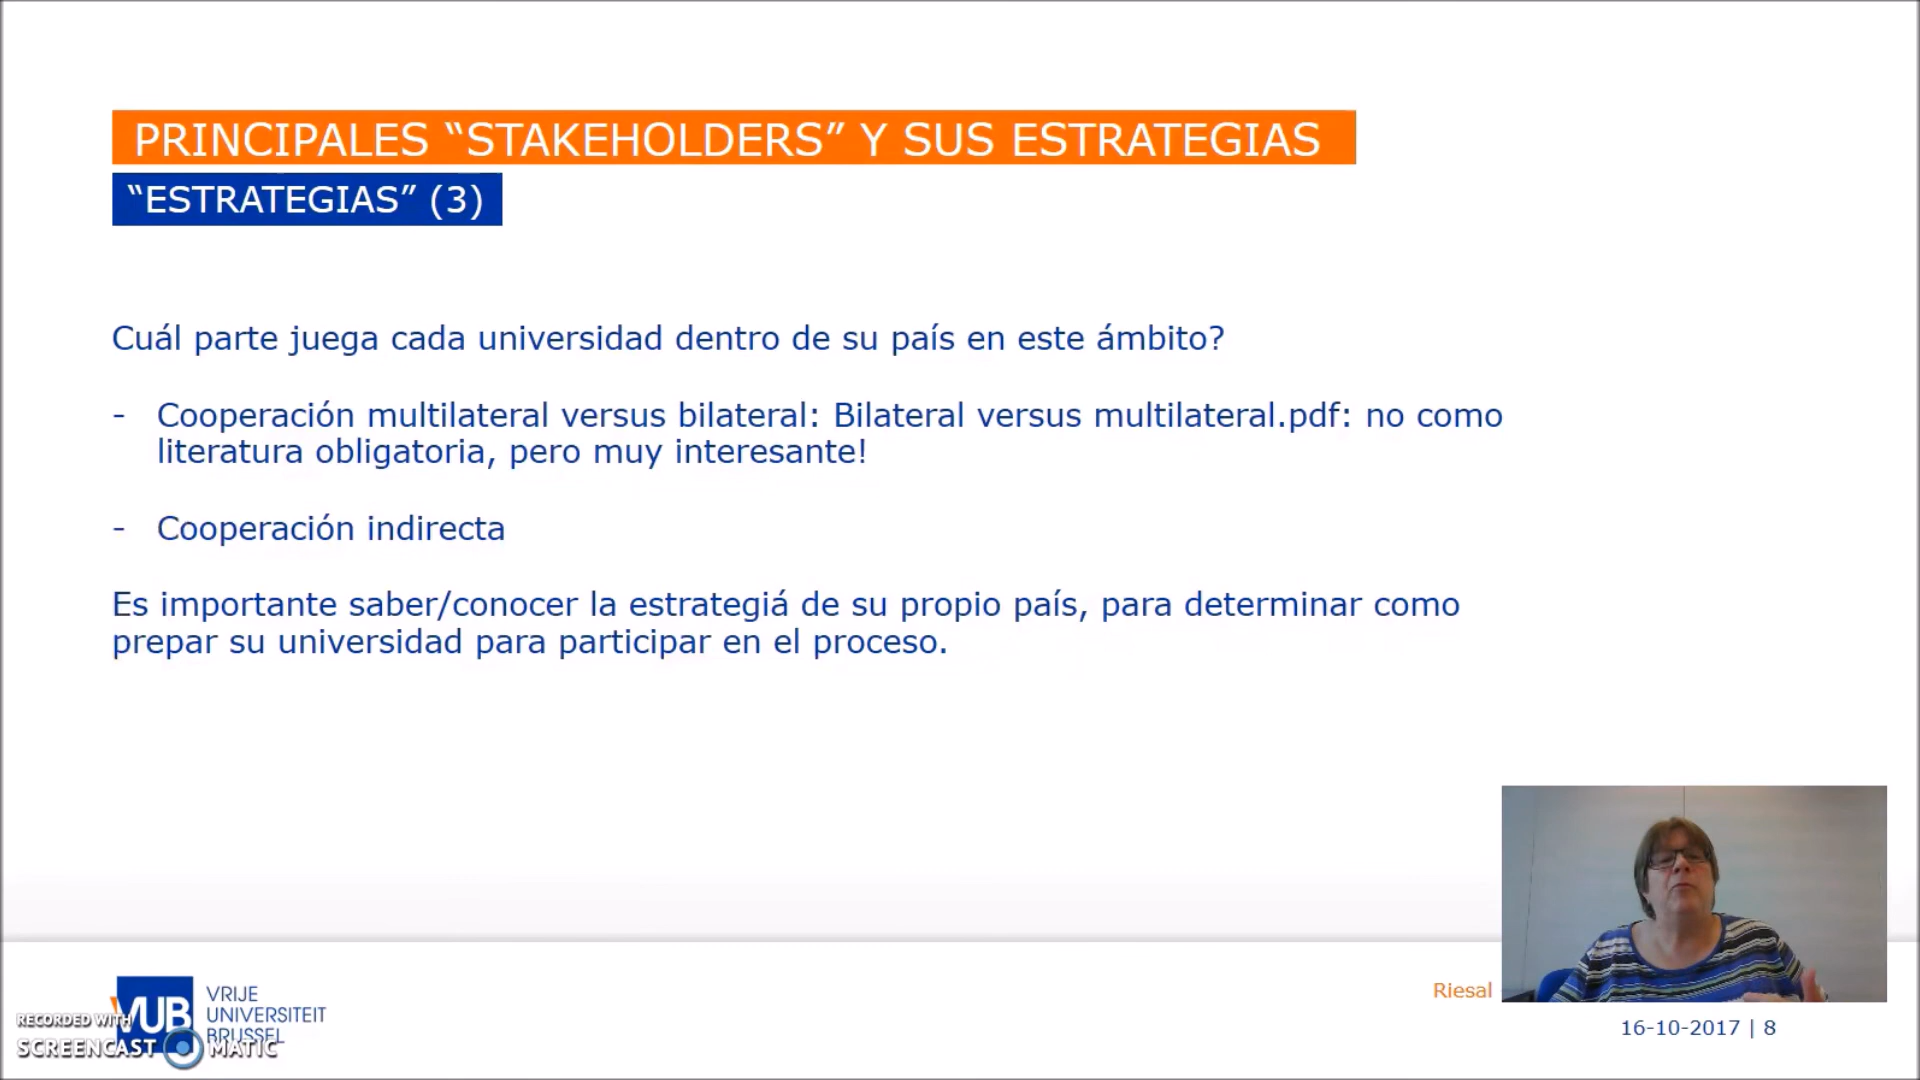 PRINCIPALES “STAKEHOLDERS” Y SUS ESTRATEGIAS
“ESTRATEGIAS” (3)
Cuál parte juega cada universidad dentro de su país en este ámbito?
- Cooperación multilateral versus bilateral: Bilateral versus multilateral.pdf: no como
literatura obligatoria, pero muy interesante!
- Cooperación indirecta
Es importante saber/conocer la estrategiá de su propio país, para determinar como
prepar su universidad para participar en el proceso.
VUB
VRIJE
UNIVERSITEIT
BRUSSEL
RECORDED WITH
SCREENCAST MATIC
Riesal
16-10-2017 | 8